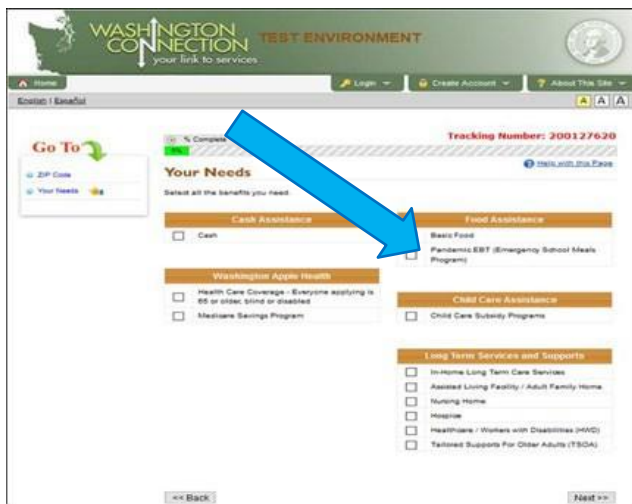 WASHINGTON
CONNECTION
your link to services
TEST ENVIRONMENT
Home
Login
Create Account
About This Site
English | Español
A A A
Go To
ZIP Code
Your Needs
% Complete
Tracking Number: 200127620
Help with this Page
Your Needs
Select all the benefits you need.
Cash Assistance
Cash
Washington Apple Health
Health Care Coverage - Everyone applying is
65 or older, blind or disabled
Medicare Savings Program
Food Assistance
Basic Food
Pandemic EBT (Emergency School Meals
Program)
Child Care Assistance
Child Care Subsidy Programs
Long Term Services and Supports
In-Home Long Term Care Services
Assisted Living Facility / Adult Family Home
Nursing Home
Hospice
Healthcare / Workers with Disabilities (HWD)
Tailored Supports For Older Adults (TSOA)
<< Back
Next >>